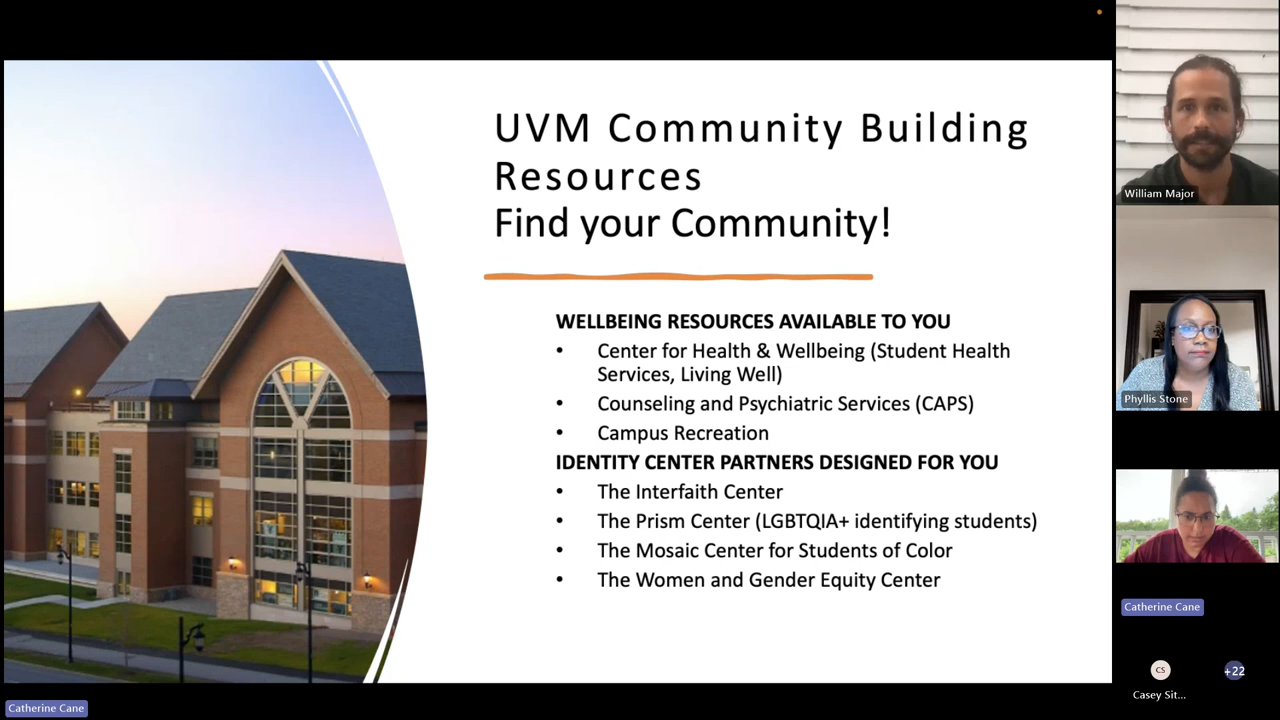 UVM Community Building
Resources
Find your Community!
WELLBEING RESOURCES AVAILABLE TO YOU
• Center for Health & Wellbeing (Student Health
Services, Living Well)
• Counseling and Psychiatric Services (CAPS)
• Campus Recreation
IDENTITY CENTER PARTNERS DESIGNED FOR YOU
• The Interfaith Center
• The Prism Center (LGBTQIA+ identifying students)
• The Mosaic Center for Students of Color
• The Women and Gender Equity Center
Catherine Cane
William Major
Phyllis Stone
Catherine Cane
CS
+22
Casey Sit...